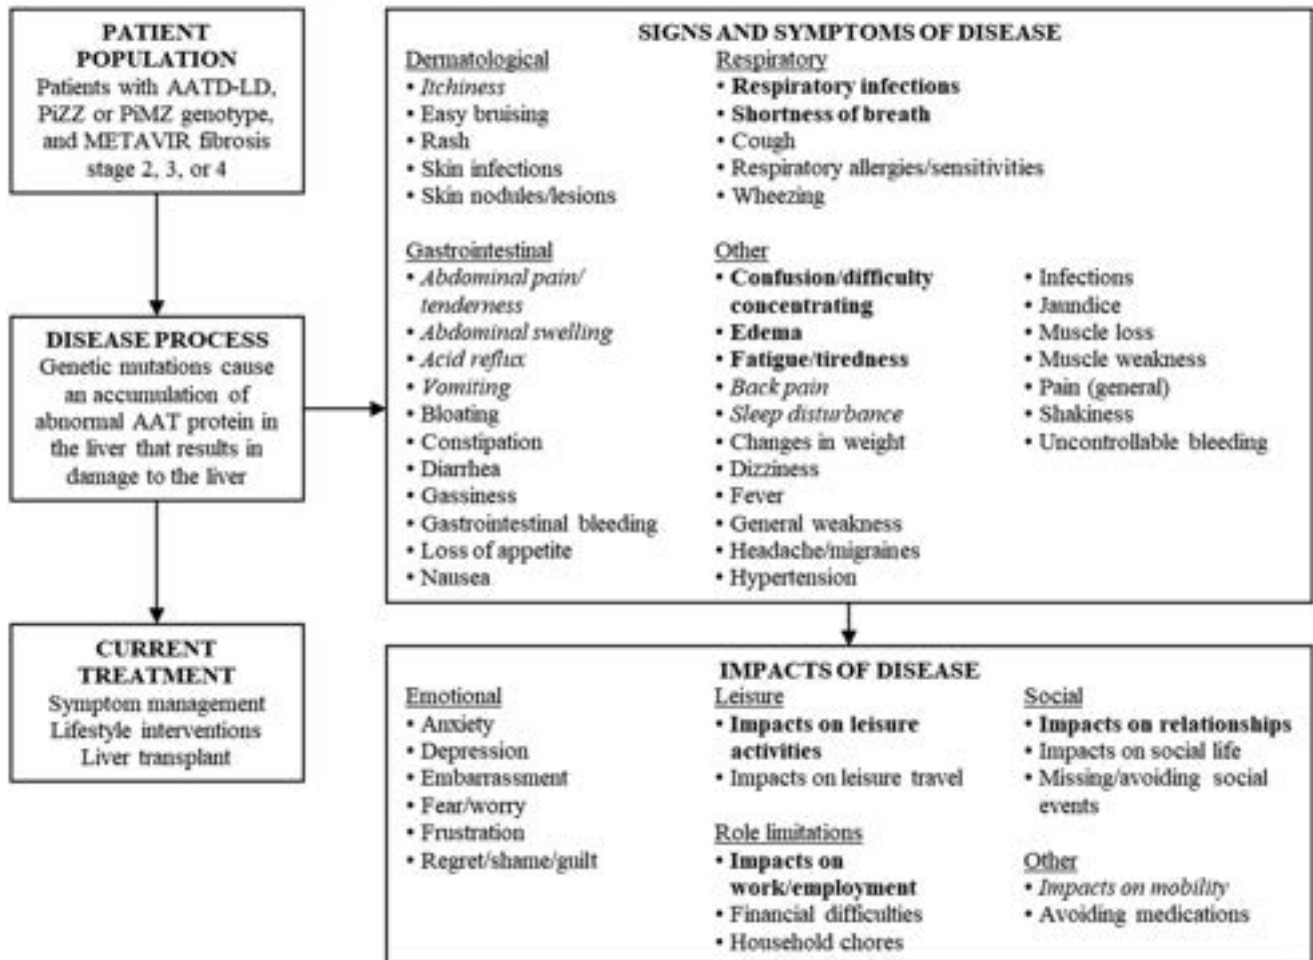 PATIENT
POPULATION
Patients with AATD-LD,
PiZZ or PiMZ genotype,
and METAVIR fibrosis
stage 2, 3, or 4
DISEASE PROCESS
Genetic mutations cause
an accumulation of
abnormal AAT protein in
the liver that results in
damage to the liver
CURRENT
TREATMENT
Symptom management
Lifestyle interventions
Liver transplant
SIGNS AND SYMPTOMS OF DISEASE
Dermatological
• Itchiness
• Easy bruising
• Rash
• Skin infections
• Skin nodules/lesions
Respiratory
• Respiratory infections
• Shortness of breath
• Cough
• Respiratory allergies/sensitivities
• Wheezing
Gastrointestinal
• Abdominal pain/
tenderness
• Abdominal swelling
• Acid reflux
• Vomiting
• Bloating
• Constipation
• Diarrhea
• Gassiness
• Gastrointestinal bleeding
• Loss of appetite
• Nausea
Other
• Confusion/difficulty
concentrating
• Edema
• Fatigue/tiredness
• Back pain
• Sleep disturbance
• Changes in weight
• Dizziness
• Fever
• General weakness
• Headache/migraines
• Hypertension
• Infections
• Jaundice
• Muscle loss
• Muscle weakness
• Pain (general)
• Shakiness
• Uncontrollable bleeding
IMPACTS OF DISEASE
Emotional
• Anxiety
• Depression
• Embarrassment
• Fear/worry
• Frustration
• Regret/shame/guilt
Leisure
• Impacts on leisure
activities
• Impacts on leisure travel
Role limitations
• Impacts on
work/employment
• Financial difficulties
• Household chores
Social
• Impacts on relationships
• Impacts on social life
• Missing/avoiding social
events
Other
• Impacts on mobility
• Avoiding medications